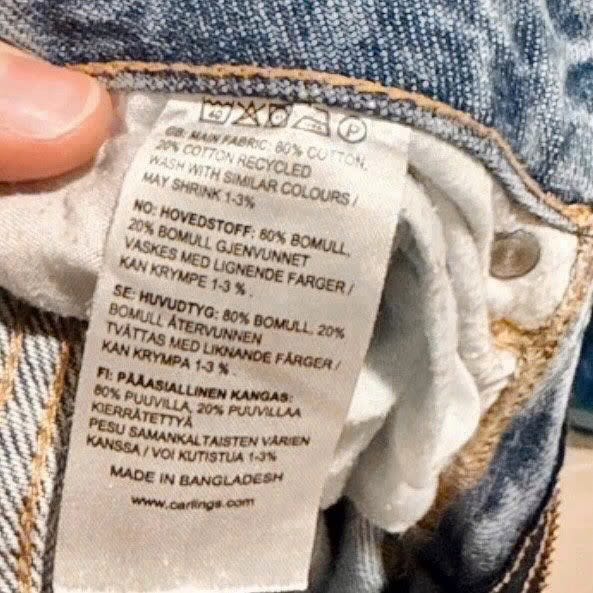 40 P
GB: MAIN FABRIC: 80% COTTON,
20% COTTON RECYCLED
WASH WITH SIMILAR COLOURS /
MAY SHRINK 1-3%
NO: HOVEDSTOFF: 80% BOMULL,
20% BOMULL GJENVUNNET
VASKES MED LIGNENDE FARGER /
KAN KRYMPE 1-3 % .
SE: HUVUDTYG: 80% BOMULL, 20%
BOMULL ÅTERVUNNEN
TVÄTTAS MED LIKNANDE FÄRGER /
KAN KRYMPA 1-3 % .
FI: PÄÄASIALLINEN KANGAS:
80% PUUVILLA, 20% PUUVILLAA
KIERRÄTETTYÄ
PESU SAMANKALTAISTEN VÄRIEN
KANSSA / VOI KUTISTUA 1-3%
MADE IN BANGLADESH
www.carlings.com